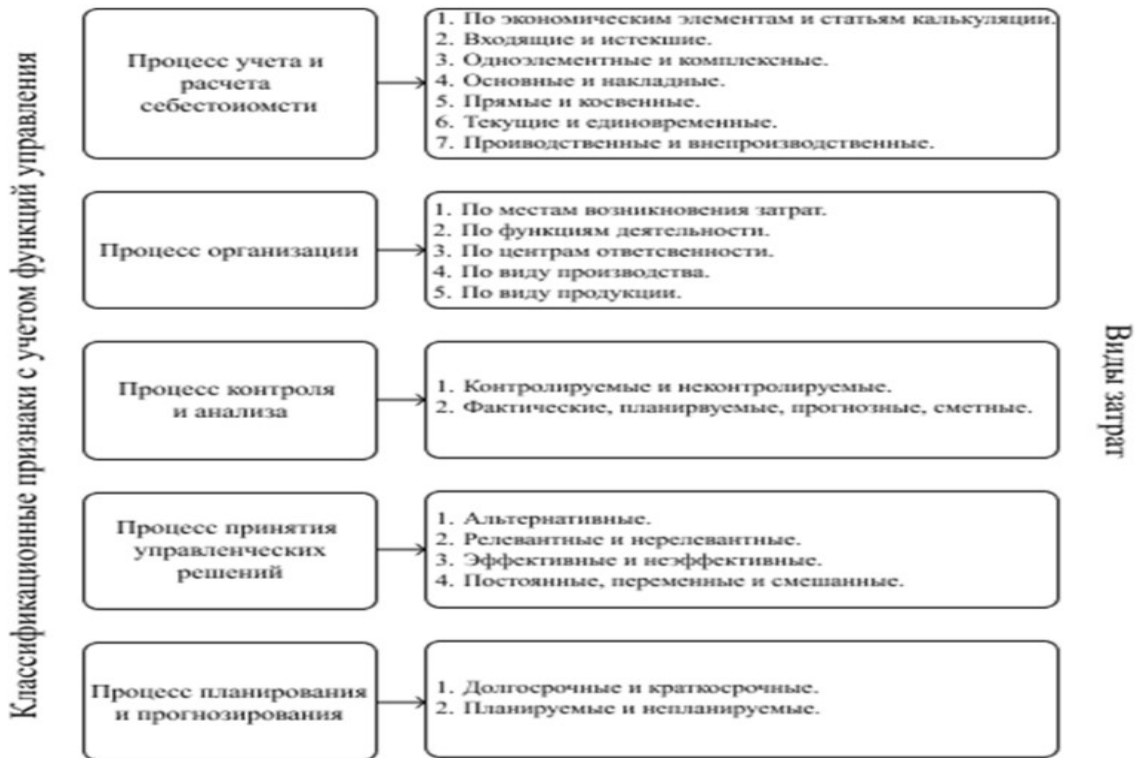 Классификационные признаки с учетом функций управления
Процесс учета и
расчета
себестоиомсти
1. По экономическим элементам и статьям калькуляции.
2. Входящие и истекшие.
3. Одноэлементные и комплексные.
4. Основные и накладные.
5. Прямые и косвенные.
6. Текущие и единовременные.
7. Проиводственные и внепроизводственные.
Процесс организации
1. По местам возникновения затрат.
2. По функциям деятельности.
3. По центрам ответсвенности.
4. По виду производства.
5. По виду продукции.
Процесс контроля
и анализа
1. Контролируемые и неконтролируемые.
2. Фактические, планирвуемые, прогнозные, сметные.
Процесс принятия
управленческих
решений
1. Альтернативные.
2. Релевантные и нерелевантные.
3. Эффективные и неэффективные.
4. Постоянные, переменные и смешанные.
Процесс планирования
и прогнозирования
1. Долгосрочные и краткосрочные.
2. Планируемые и непланируемые.
Виды затрат